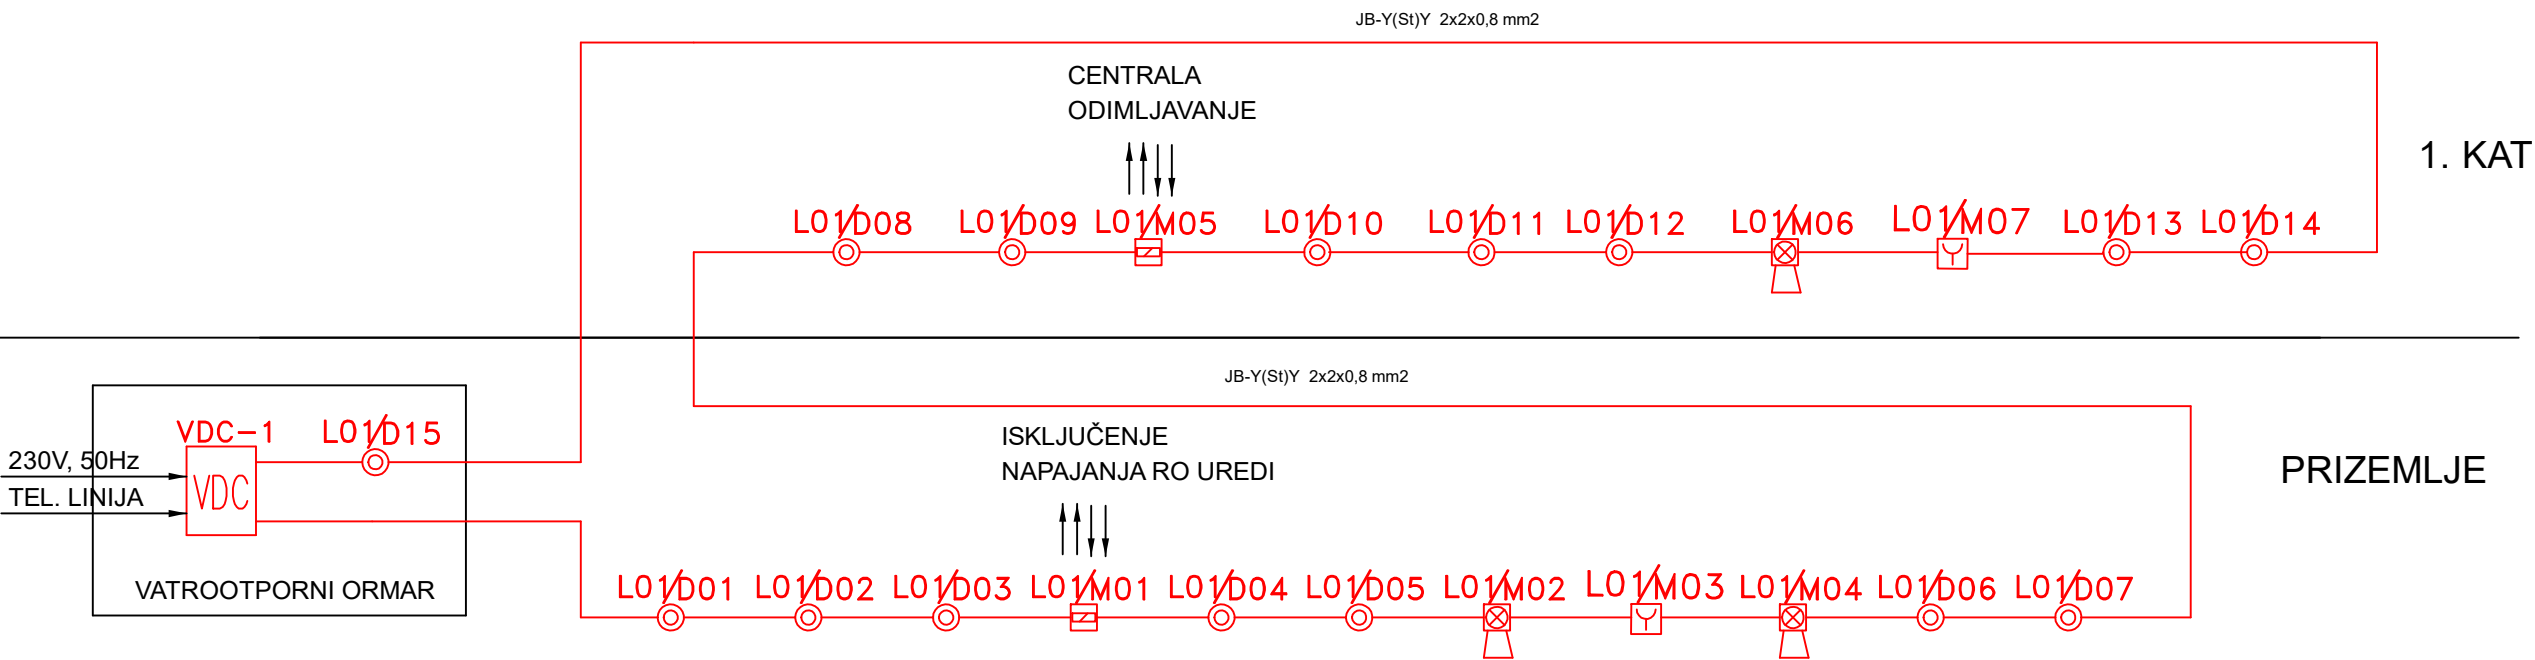 JB-Y(St)Y 2x2x0,8 mm2
CENTRALA
ODIMLJAVANJE
1. KAT
L01/D08 L01/D09 L01/M05 L01/D10 L01/D11 L01/D12 L01/M06 L01/M07 L01/D13 L01/D14
JB-Y(St)Y 2x2x0,8 mm2
VDC-1 L01/D15
ISKLJUČENJE
NAPAJANJA RO UREDI
230V, 50Hz
TEL. LINIJA
VDC
PRIZEMLJE
VATROOTPORNI ORMAR
L01/D01 L01/D02 L01/D03 L01/M01 L01/D04 L01/D05 L01/M02 L01/M03 L01/M04 L01/D06 L01/D07